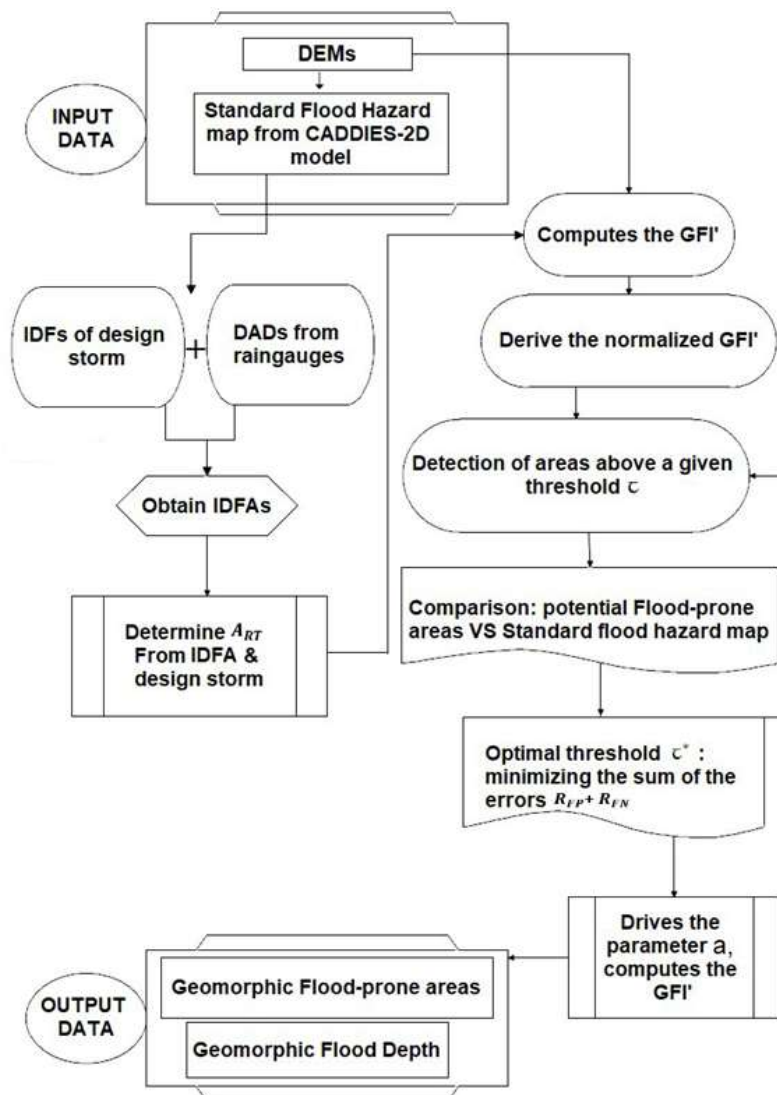 INPUT
DATA
DEMs
Standard Flood Hazard
map from CADDIES-2D
model
IDFs of design
storm
+
DADs from
raingauges
Obtain IDFAs
Determine A_RT
From IDFA &
design storm
Computes the GFI'
Derive the normalized GFI'
Detection of areas above a given
threshold τ
Comparison: potential Flood-prone
areas VS Standard flood hazard map
Optimal threshold τ* :
minimizing the sum of the
errors R_FP + R_FN
Drives the
parameter a,
computes the
GFI'
OUTPUT
DATA
Geomorphic Flood-prone areas
Geomorphic Flood Depth